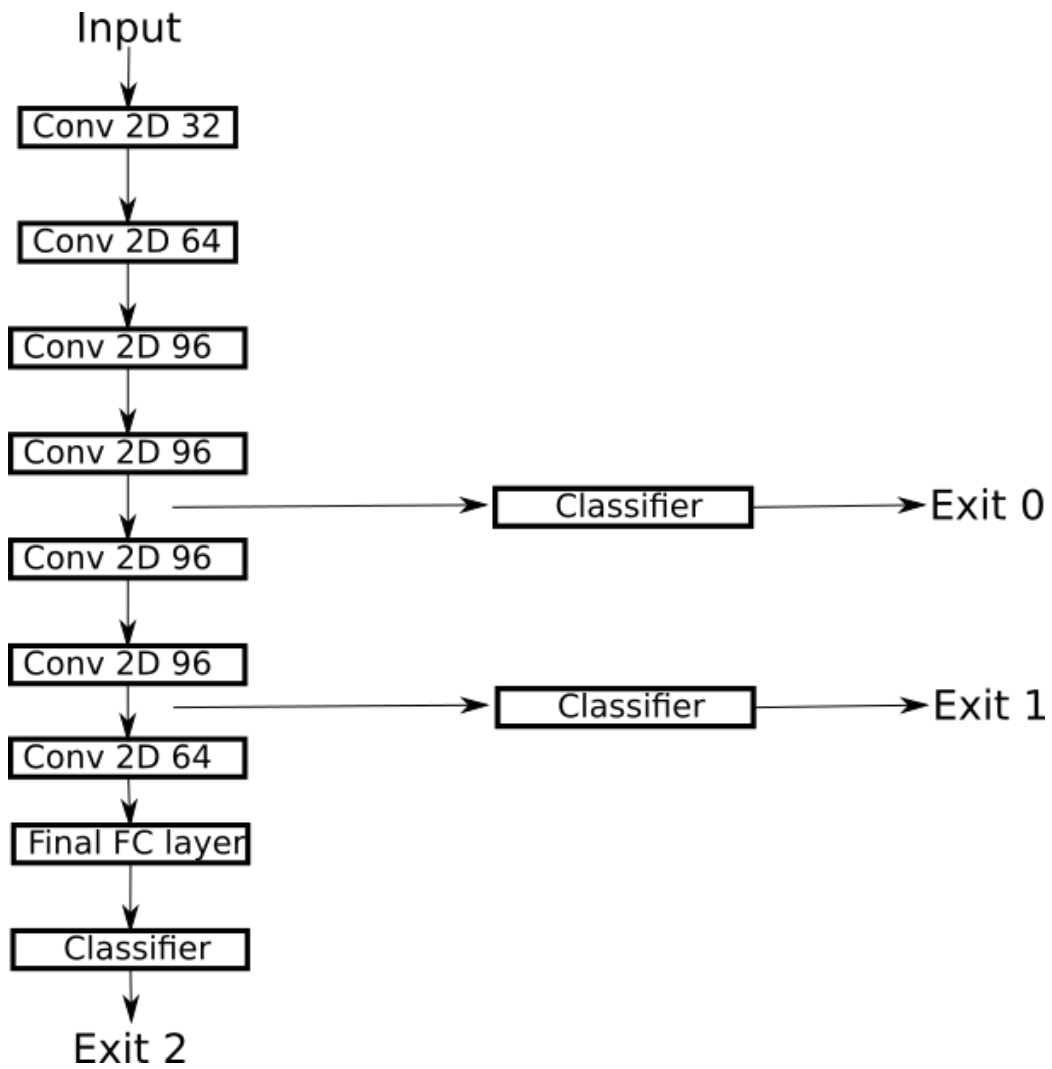 Input
Conv 2D 32
Conv 2D 64
Conv 2D 96
Conv 2D 96
Classifier
Exit 0
Conv 2D 96
Conv 2D 96
Classifier
Exit 1
Conv 2D 64
Final FC layer
Classifier
Exit 2